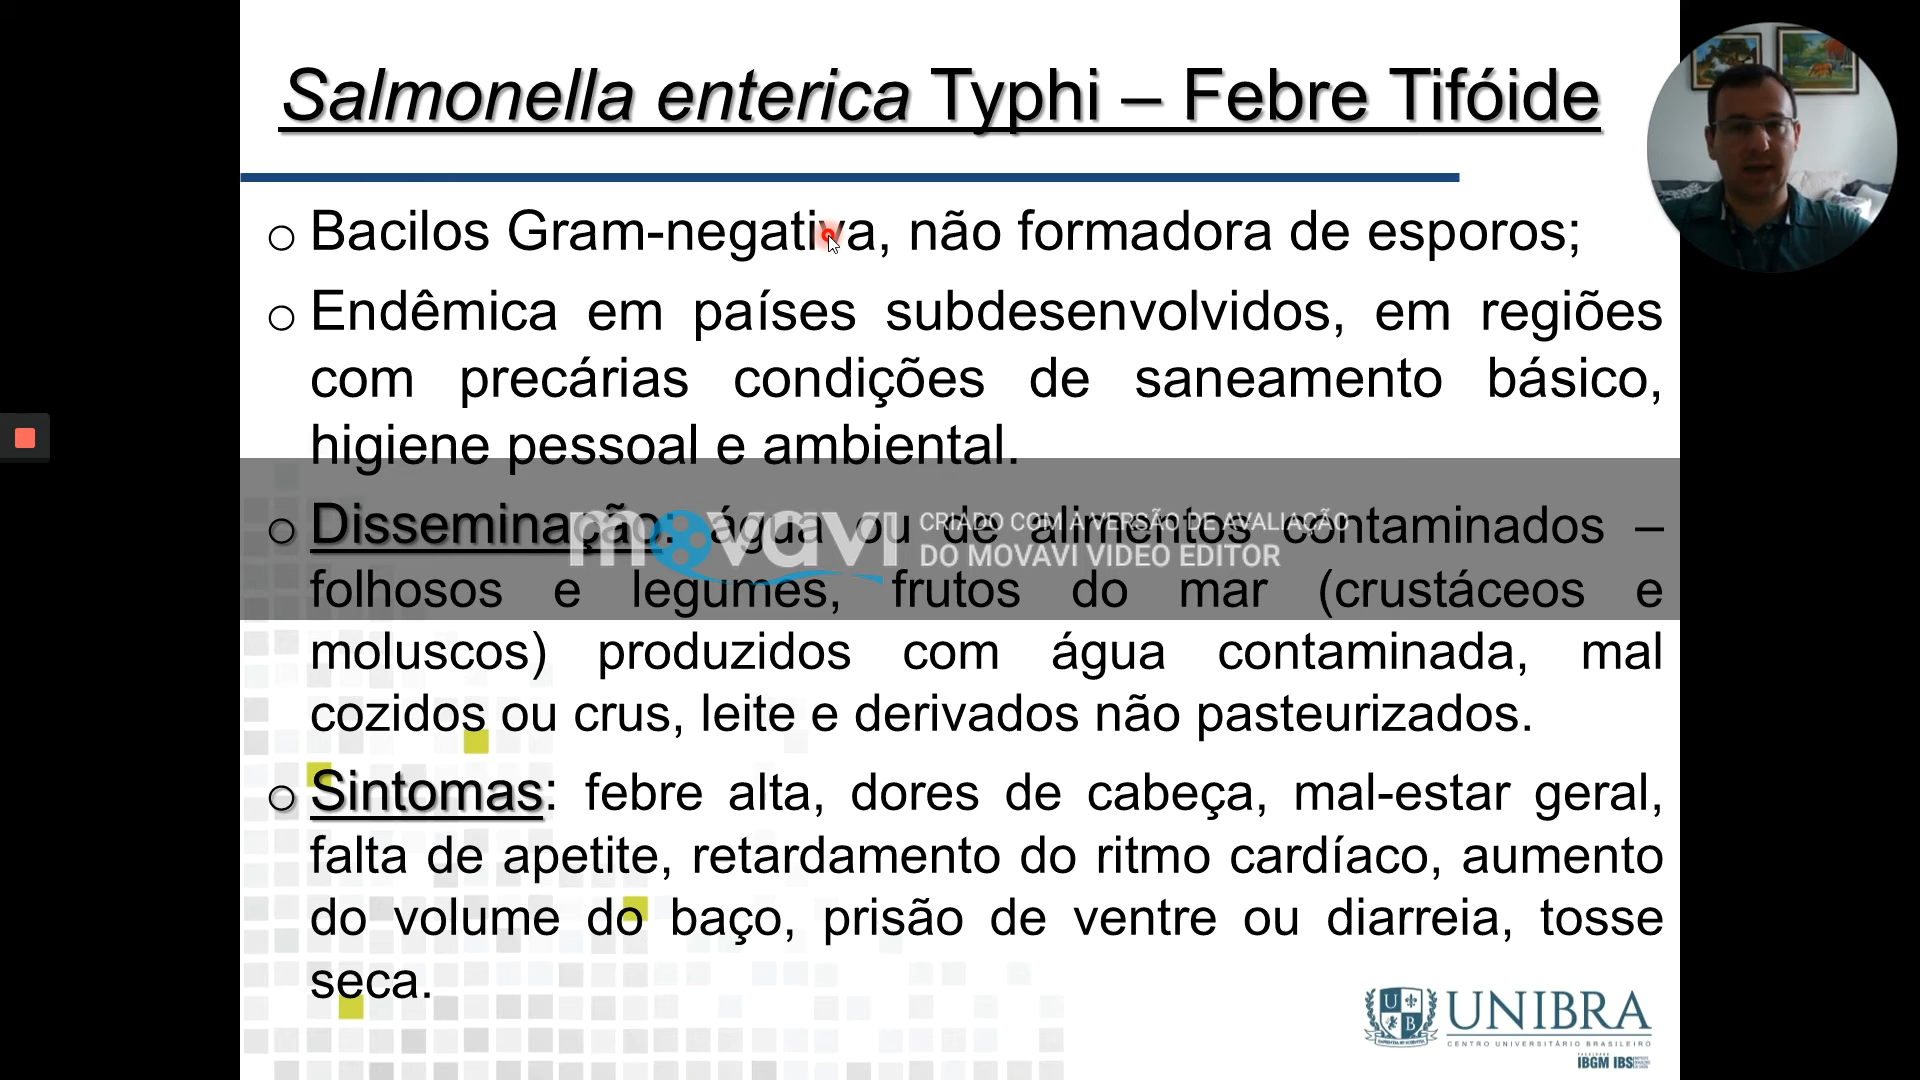 Salmonella enterica Typhi – Febre Tifóide
o Bacilos Gram-negativa, não formadora de esporos;
o Endêmica em países subdesenvolvidos, em regiões
com precárias condições de saneamento básico,
higiene pessoal e ambiental.
o Disseminação: água ou de alimentos contaminados –
movavi
CRIADO COM A VERSÃO DE AVALIAÇÃO
DO MOVAVI VIDEO EDITOR
folhosos e legumes, frutos do mar (crustáceos e
moluscos) produzidos com água contaminada, mal
cozidos ou crus, leite e derivados não pasteurizados.
o Sintomas: febre alta, dores de cabeça, mal-estar geral,
falta de apetite, retardamento do ritmo cardíaco, aumento
do volume do baço, prisão de ventre ou diarreia, tosse
seca.
U
B
UNIBRA
CENTRO UNIVERSITÁRIO BRASILEIRO
IBGM IBS